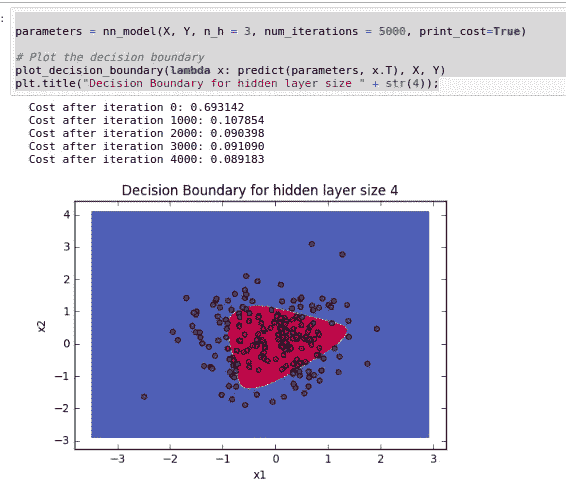 :
parameters = nn_model(X, Y, n_h = 3, num_iterations = 5000, print_cost=True)
# Plot the decision boundary
plot_decision_boundary(lambda x: predict(parameters, x.T), X, Y)
plt.title("Decision Boundary for hidden layer size " + str(4));
Cost after iteration 0: 0.693142
Cost after iteration 1000: 0.107854
Cost after iteration 2000: 0.090398
Cost after iteration 3000: 0.091090
Cost after iteration 4000: 0.089183
Decision Boundary for hidden layer size 4
4
3
2
1
0
−1
−2
−3
x2
−3 −2 −1 0 1 2 3
x1